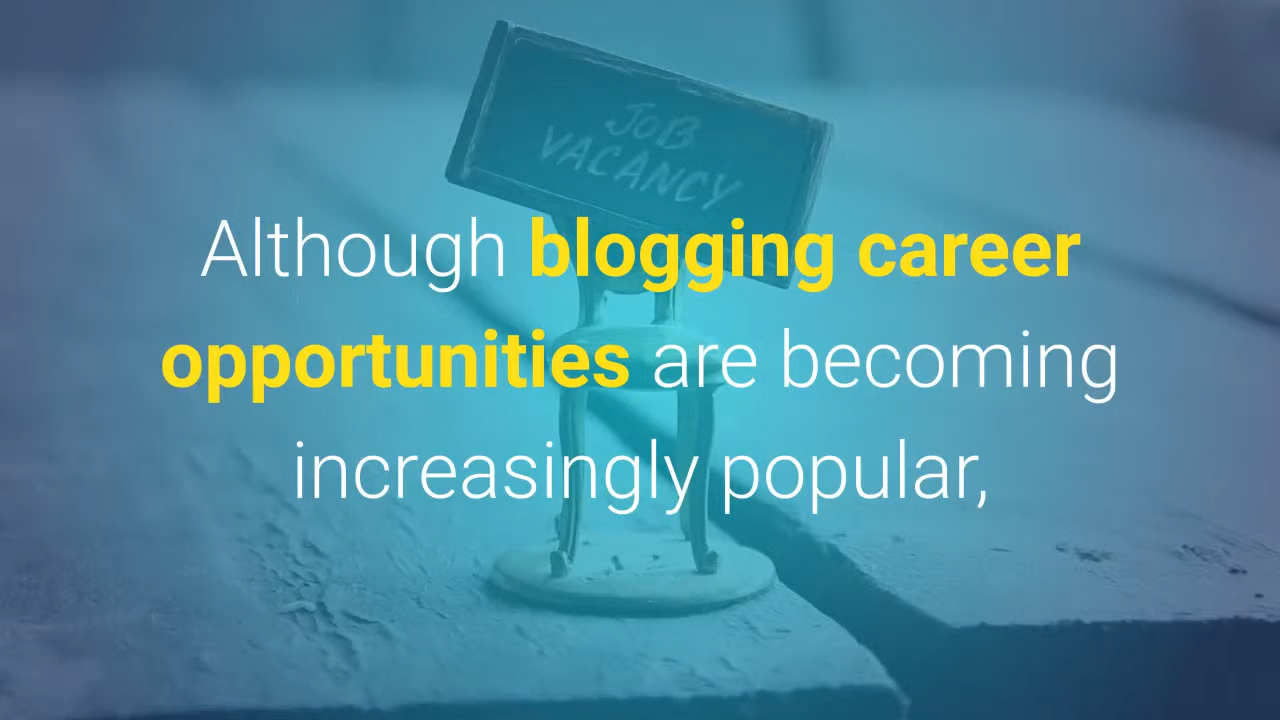 JOB
VACANCY
Although blogging career
opportunities are becoming
increasingly popular,